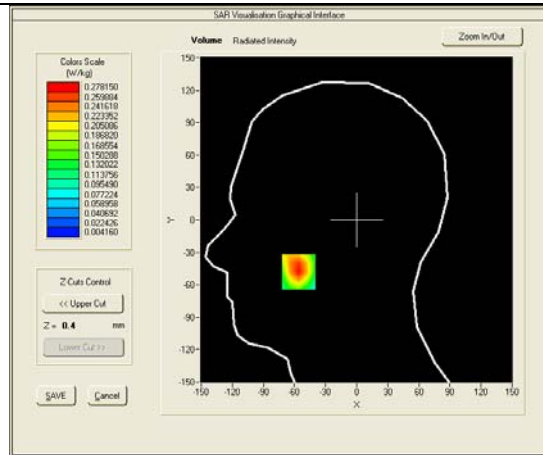 SAR Visualisation Graphical Interface
Volume Radiated Intensity
Zoom In/Out
Colors Scale
(W/kg)
0.278150
0.259884
0.241618
0.223352
0.205086
0.186820
0.168554
0.150288
0.132022
0.113756
0.095490
0.077224
0.058958
0.040692
0.022426
0.004160
Z-Cuts Control
<< Upper Cut
Z = 0.4 mm
Lower Cut >>
SAVE Cancel
150
120
90
60
30
0
-30
-60
-90
-120
-150
Y
-150 -120 -90 -60 -30 0 30 60 90 120 150
X